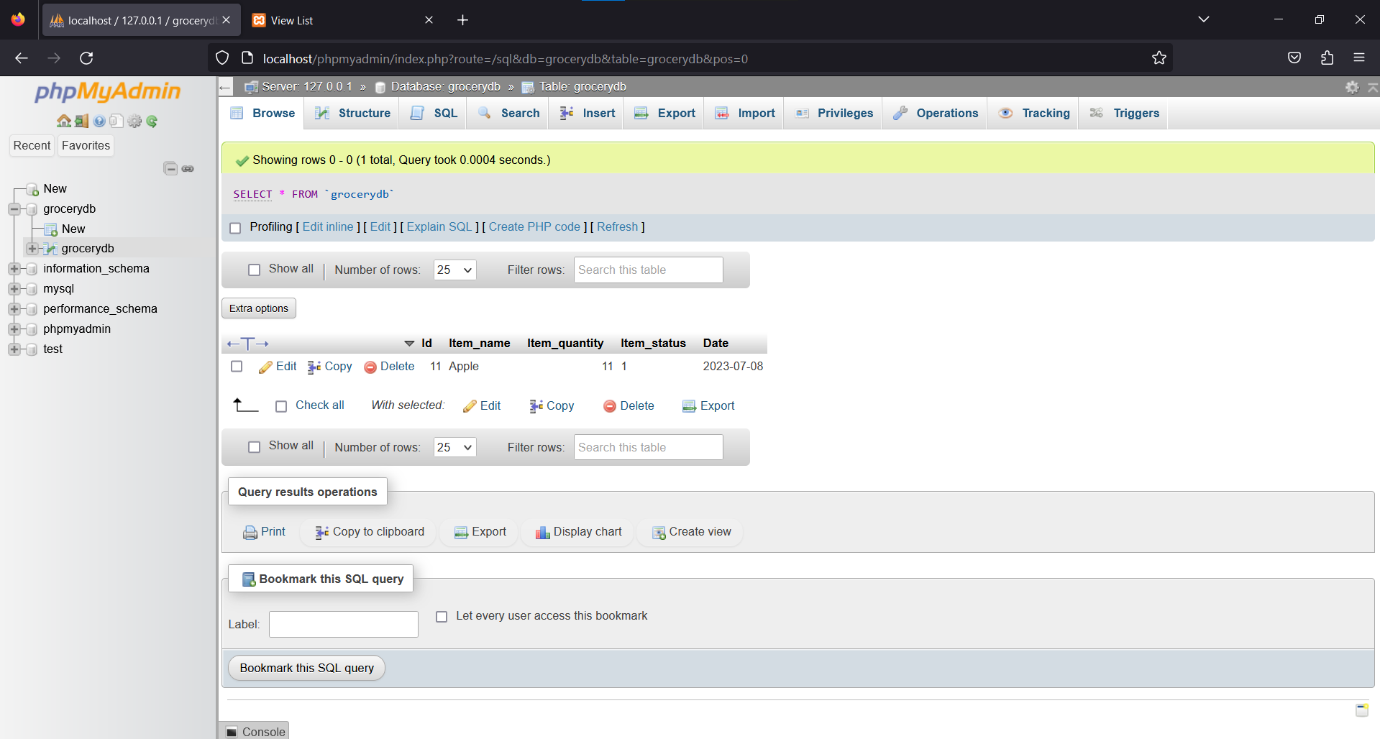 localhost / 127.0.0.1 / grocerydb
View List
localhost/phpmyadmin/index.php?route=/sql&db=grocerydb&table=grocerydb&pos=0
phpMyAdmin
Recent
Favorites
New
grocerydb
New
grocerydb
information_schema
mysql
performance_schema
phpmyadmin
test
Server: 127.0.0.1 » Database: grocerydb » Table: grocerydb
Browse Structure SQL Search Insert Export Import Privileges Operations Tracking Triggers
Showing rows 0 - 0 (1 total, Query took 0.0004 seconds.)
SELECT * FROM `grocerydb`
Profiling [ Edit inline ] [ Edit ] [ Explain SQL ] [ Create PHP code ] [ Refresh ]
Show all | Number of rows: 25 Filter rows: Search this table
Extra options
←T→ Id Item_name Item_quantity Item_status Date
Edit Copy Delete 11 Apple 11 1 2023-07-08
Check all With selected: Edit Copy Delete Export
Show all | Number of rows: 25 Filter rows: Search this table
Query results operations
Print Copy to clipboard Export Display chart Create view
Bookmark this SQL query
Label: Let every user access this bookmark
Bookmark this SQL query
Console